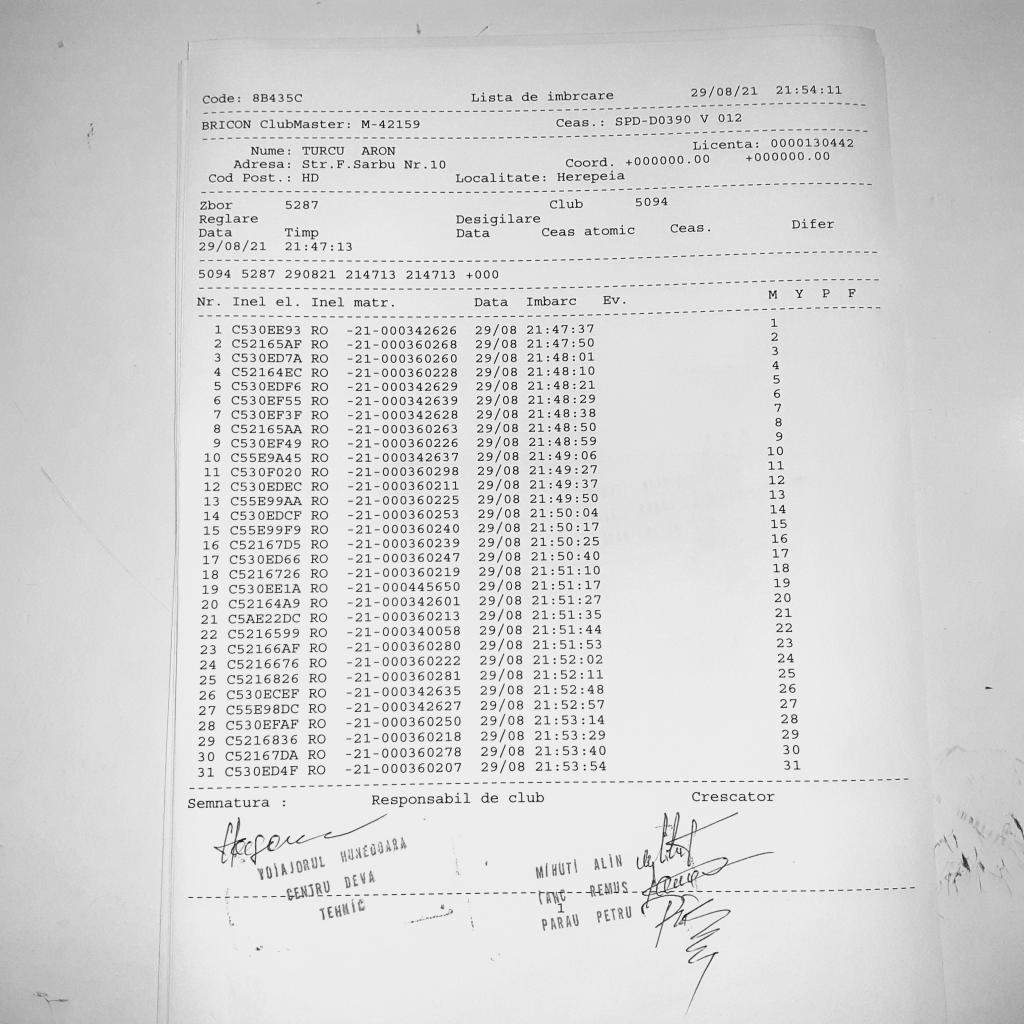 Code: 8B435C Lista de imbrcare 29/08/21 21:54:11
BRICON ClubMaster: M-42159 Ceas.: SPD-D0390 V 012
Nume: TURCU ARON Licenta: 0000130442
Adresa: Str.F.Sarbu Nr.10 Coord. +000000.00 +000000.00
Cod Post.: HD Localitate: Herepeia
Zbor 5287 Club 5094
Reglare Desigilare
Data Timp Data Ceas atomic Ceas. Difer
29/08/21 21:47:13
5094 5287 290821 214713 214713 +000
Nr. Inel el. Inel matr. Data Imbarc Ev. M Y P F
1 C530EE93 RO -21-000342626 29/08 21:47:37 1
2 C52165AF RO -21-000360268 29/08 21:47:50 2
3 C530ED7A RO -21-000360260 29/08 21:48:01 3
4 C52164EC RO -21-000360228 29/08 21:48:10 4
5 C530EDF6 RO -21-000342629 29/08 21:48:21 5
6 C530EF55 RO -21-000342639 29/08 21:48:29 6
7 C530EF3F RO -21-000342628 29/08 21:48:38 7
8 C52165AA RO -21-000360263 29/08 21:48:50 8
9 C530EF49 RO -21-000360226 29/08 21:48:59 9
10 C55E9A45 RO -21-000342637 29/08 21:49:06 10
11 C530F020 RO -21-000360298 29/08 21:49:27 11
12 C530EDEC RO -21-000360211 29/08 21:49:37 12
13 C55E99AA RO -21-000360225 29/08 21:49:50 13
14 C530EDCF RO -21-000360253 29/08 21:50:04 14
15 C55E99F9 RO -21-000360240 29/08 21:50:17 15
16 C52167D5 RO -21-000360239 29/08 21:50:25 16
17 C530ED66 RO -21-000360247 29/08 21:50:40 17
18 C5216726 RO -21-000360219 29/08 21:51:10 18
19 C530EE1A RO -21-000445650 29/08 21:51:17 19
20 C52164A9 RO -21-000342601 29/08 21:51:27 20
21 C5AE22DC RO -21-000360213 29/08 21:51:35 21
22 C5216599 RO -21-000340058 29/08 21:51:44 22
23 C52166AF RO -21-000360280 29/08 21:51:53 23
24 C5216676 RO -21-000360222 29/08 21:52:02 24
25 C5216826 RO -21-000360281 29/08 21:52:11 25
26 C530ECEF RO -21-000342635 29/08 21:52:48 26
27 C55E98DC RO -21-000342627 29/08 21:52:57 27
28 C530EFAF RO -21-000360250 29/08 21:53:14 28
29 C5216836 RO -21-000360218 29/08 21:53:29 29
30 C52167DA RO -21-000360278 29/08 21:53:40 30
31 C530ED4F RO -21-000360207 29/08 21:53:54 31
Semnatura : Responsabil de club Crescator
VOIAJORUL HUNEDOARA
CENTRU DEVA
TEHNIC
MIHUTI ALIN
TANC REMUS
1
PARAU PETRU